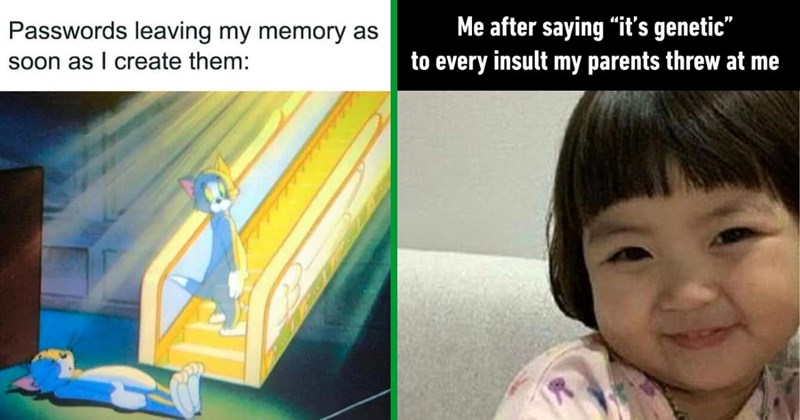 Passwords leaving my memory as
soon as I create them:
Me after saying “it’s genetic”
to every insult my parents threw at me